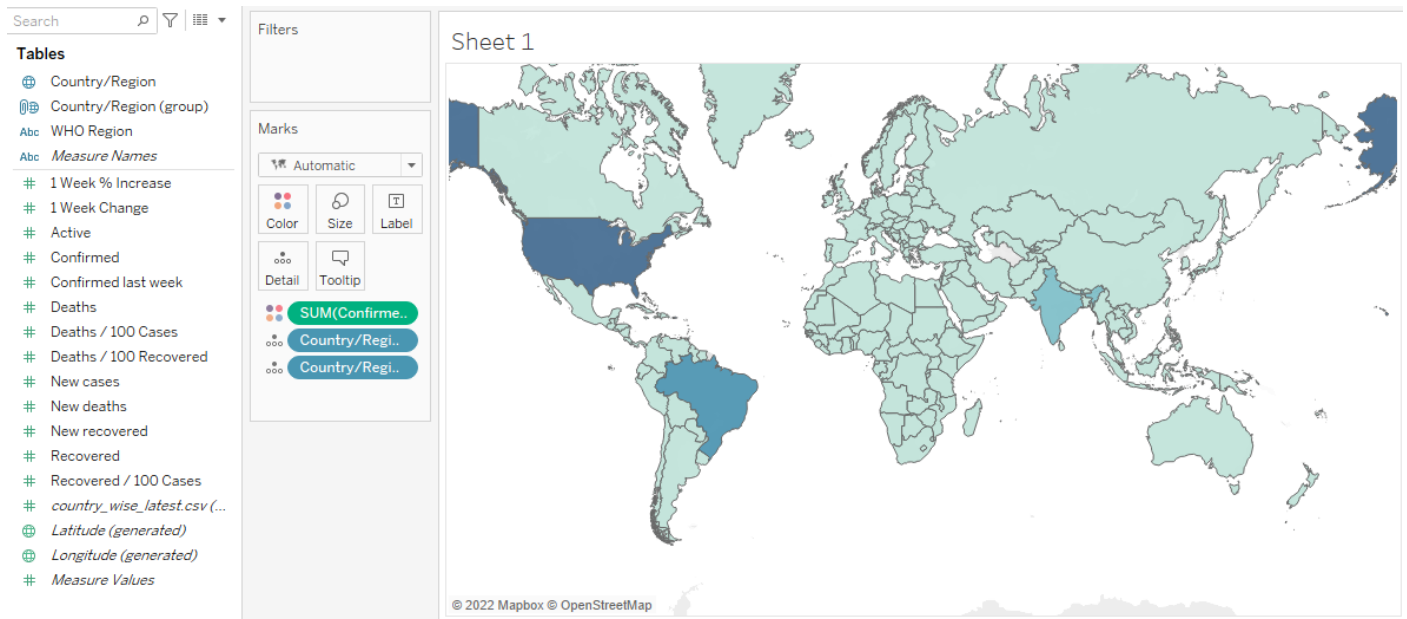 Search
Tables
Country/Region
Country/Region (group)
Abc WHO Region
Abc Measure Names
# 1 Week % Increase
# 1 Week Change
# Active
# Confirmed
# Confirmed last week
# Deaths
# Deaths / 100 Cases
# Deaths / 100 Recovered
# New cases
# New deaths
# New recovered
# Recovered
# Recovered / 100 Cases
# country_wise_latest.csv (...
Latitude (generated)
Longitude (generated)
# Measure Values
Filters
Marks
Automatic
Color Size T Label
Detail Tooltip
SUM(Confirme..
Country/Regi..
Country/Regi..
Sheet 1
© 2022 Mapbox © OpenStreetMap